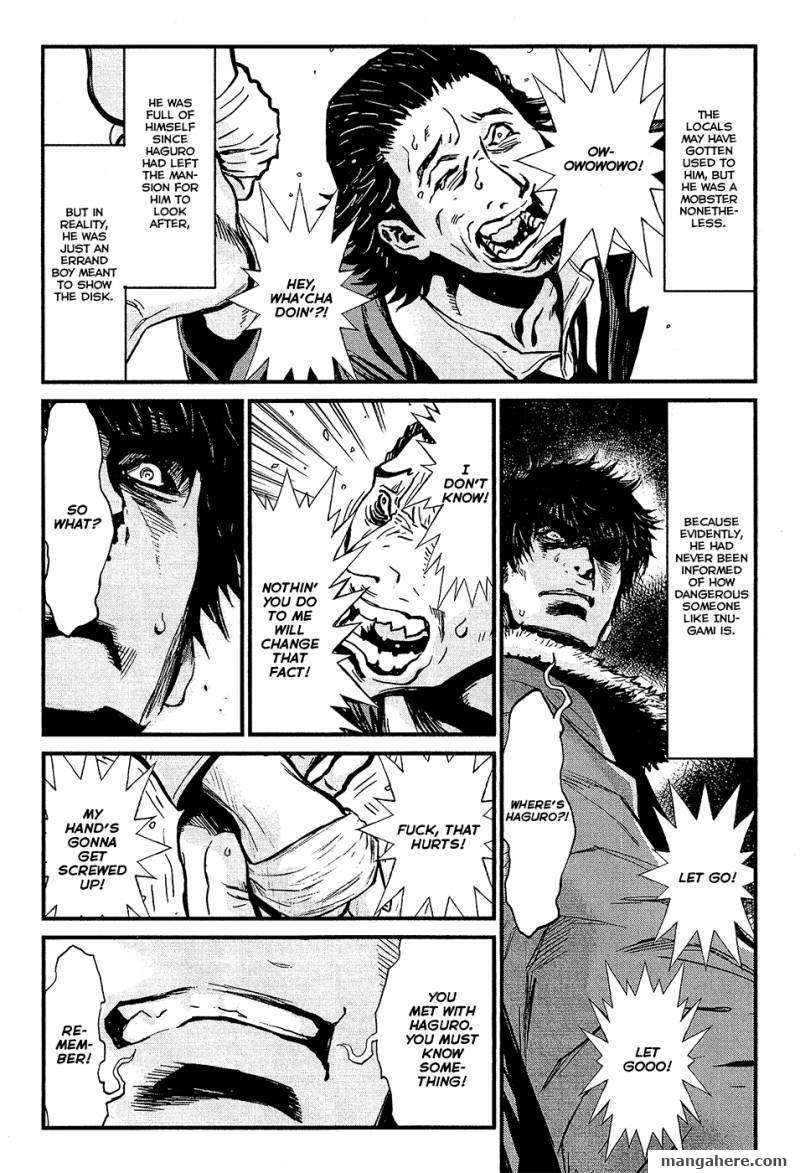 THE
LOCALS
MAY HAVE
GOTTEN
USED TO
HIM, BUT
HE WAS A
MOBSTER
NONETHE-
LESS.
OW-
OWOWOWO!
HEY,
WHA'CHA
DOIN'?!
HE WAS
FULL OF
HIMSELF
SINCE
HAGURO
HAD LEFT
THE MAN-
SION FOR
HIM TO
LOOK
AFTER,
BUT IN
REALITY,
HE WAS
JUST AN
ERRAND
BOY MEANT
TO SHOW
THE DISK.
BECAUSE
EVIDENTLY,
HE HAD
NEVER BEEN
INFORMED
OF HOW
DANGEROUS
SOMEONE
LIKE INU-
GAMI IS.
WHERE'S
HAGURO?!
LET GO!
LET
GOOO!
I
DON'T
KNOW!
NOTHIN'
YOU DO
TO ME
WILL
CHANGE
THAT
FACT!
SO
WHAT?
FUCK, THAT
HURTS!
MY
HAND'S
GONNA
GET
SCREWED
UP!
YOU
MET WITH
HAGURO.
YOU MUST
KNOW
SOME-
THING!
RE-
MEM-
BER!
mangahere.com